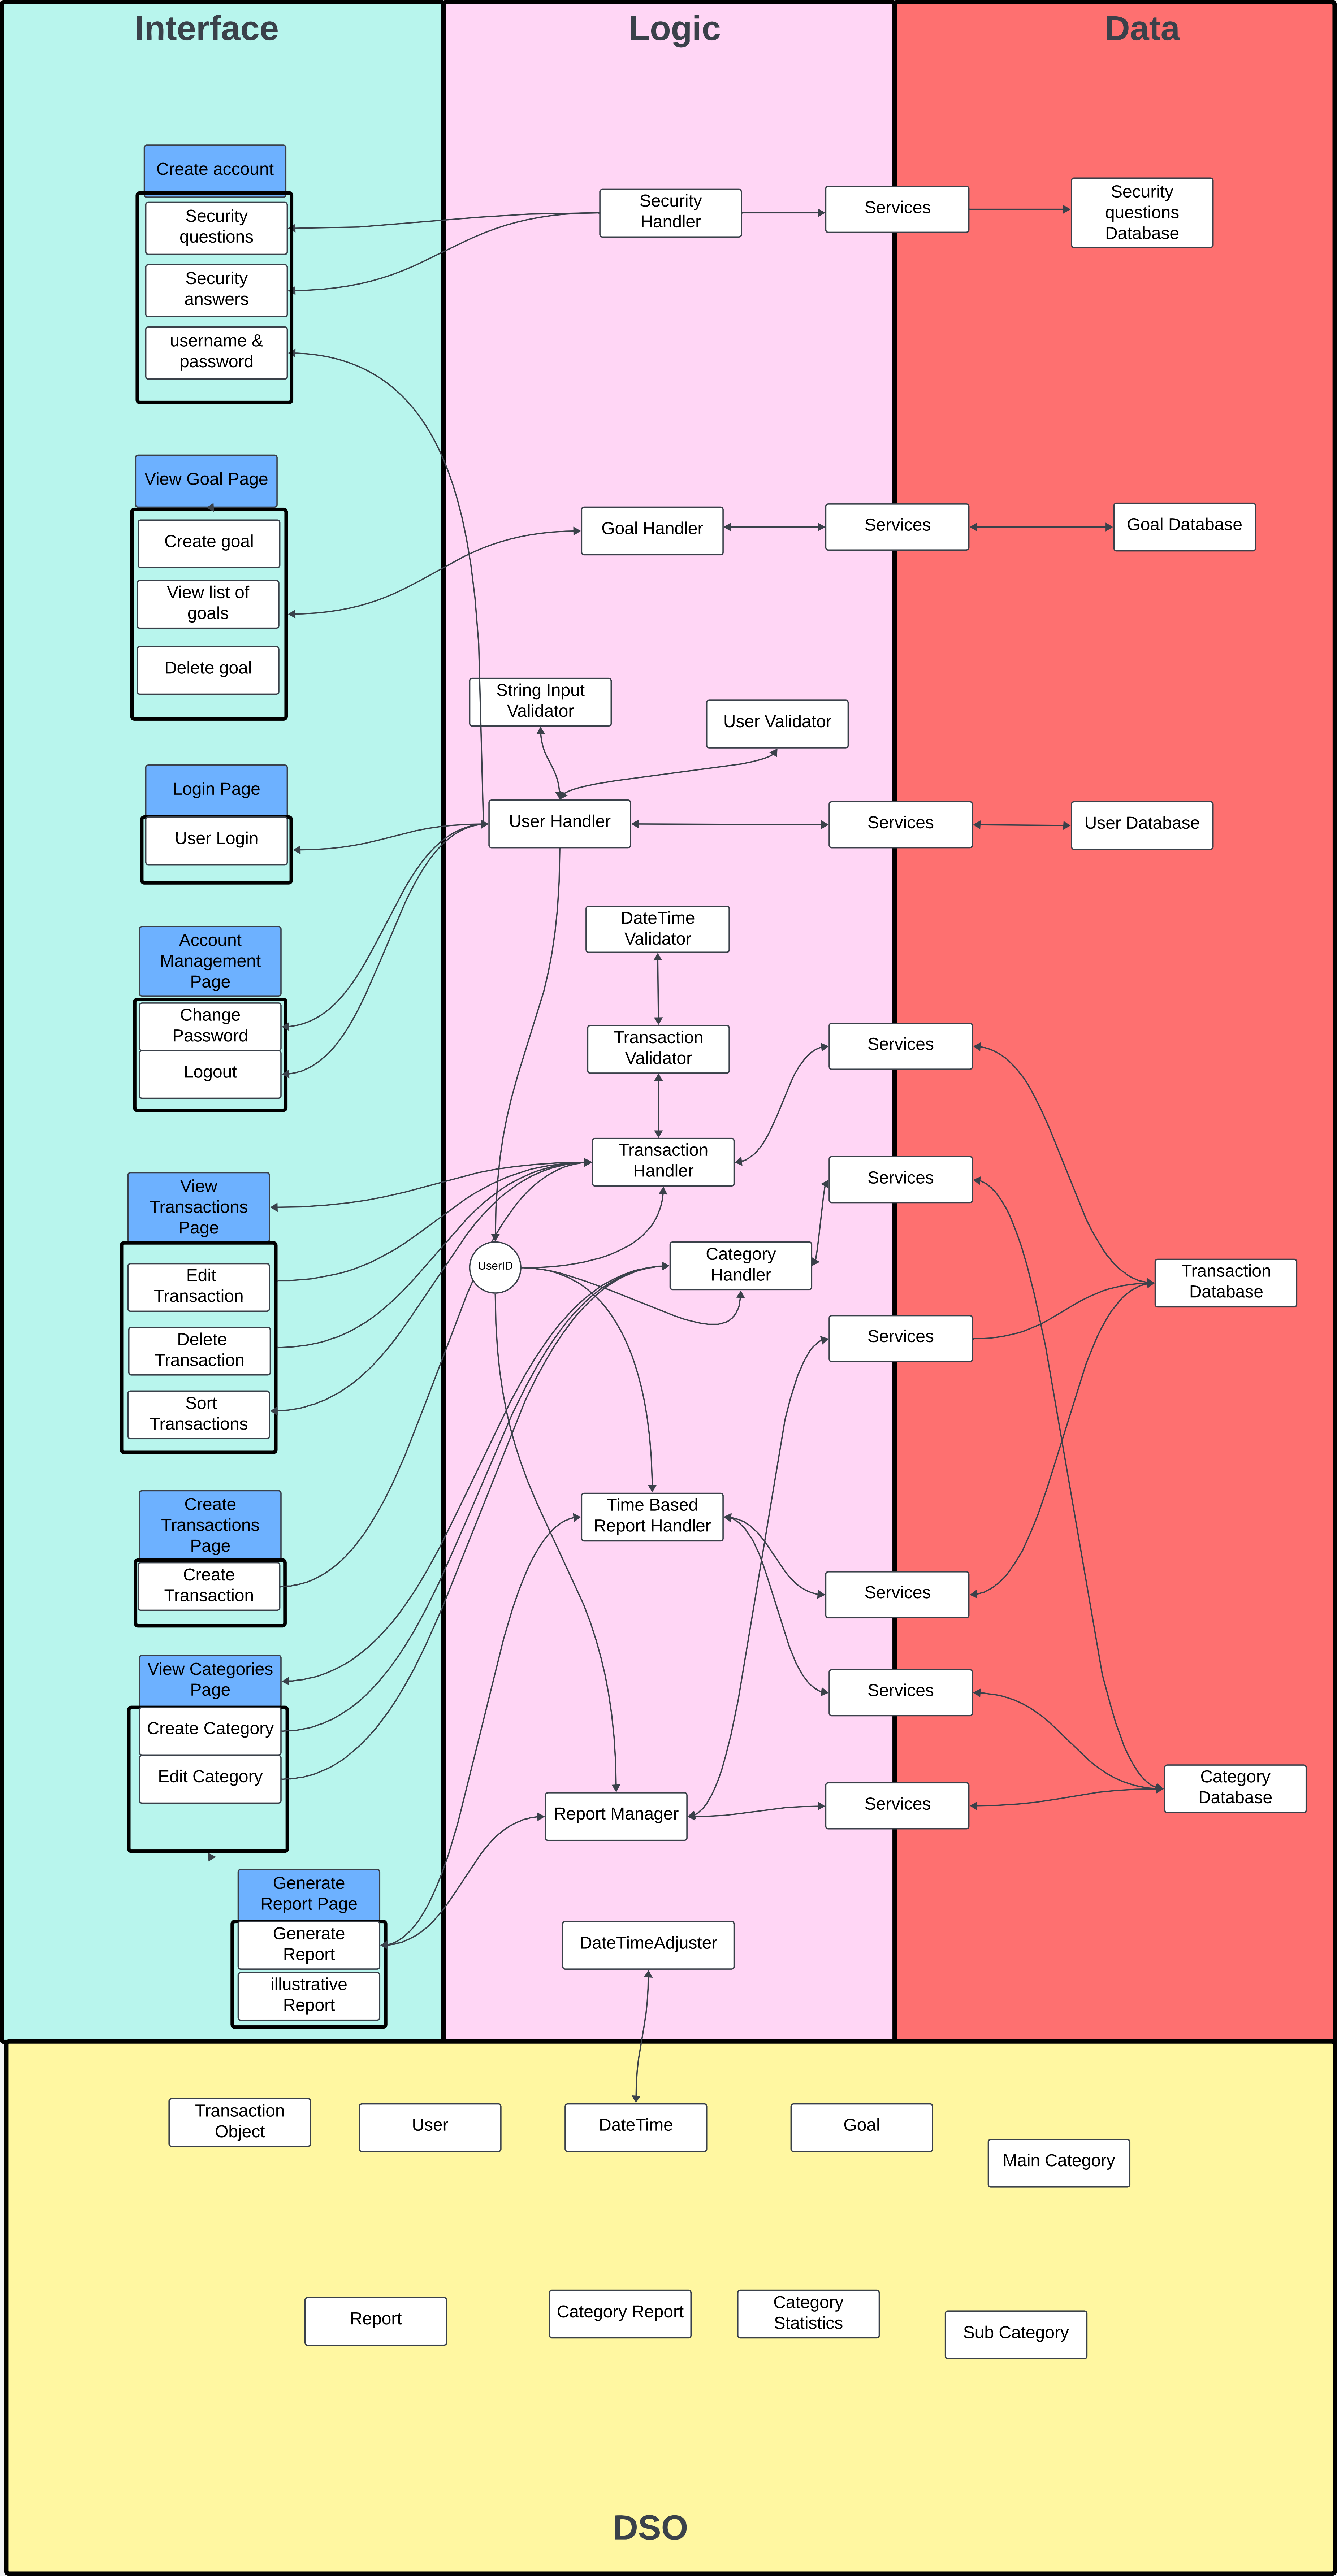 Interface
Logic
Data
Create account
Security
questions
Security
answers
username &
password
Security
Handler
Services
Security
questions
Database
View Goal Page
Create goal
View list of
goals
Delete goal
Goal Handler
Services
Goal Database
String Input
Validator
User Validator
Login Page
User Login
User Handler
Services
User Database
Account
Management
Page
Change
Password
Logout
DateTime
Validator
Transaction
Validator
Services
Transaction
Handler
Services
View
Transactions
Page
Edit
Transaction
Delete
Transaction
Sort
Transactions
UserID
Category
Handler
Services
Transaction
Database
Create
Transactions
Page
Create
Transaction
Time Based
Report Handler
Services
View Categories
Page
Create Category
Edit Category
Services
Report Manager
Services
Category
Database
Generate
Report Page
Generate
Report
illustrative
Report
DateTimeAdjuster
Transaction
Object
User
DateTime
Goal
Main Category
Report
Category Report
Category
Statistics
Sub Category
DSO